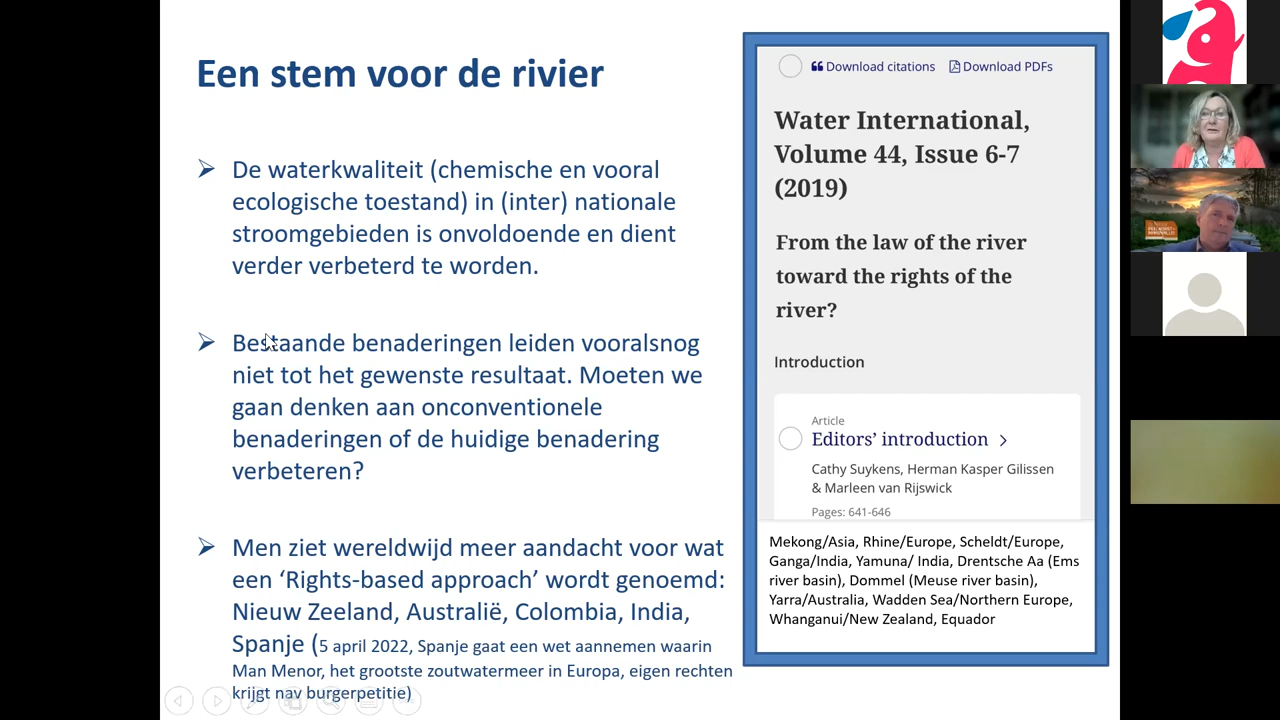 Een stem voor de rivier
De waterkwaliteit (chemische en vooral
ecologische toestand) in (inter) nationale
stroomgebieden is onvoldoende en dient
verder verbeterd te worden.
Bestaande benaderingen leiden vooralsnog
niet tot het gewenste resultaat. Moeten we
gaan denken aan onconventionele
benaderingen of de huidige benadering
verbeteren?
Men ziet wereldwijd meer aandacht voor wat
een ‘Rights-based approach’ wordt genoemd:
Nieuw Zeeland, Australië, Colombia, India,
Spanje (5 april 2022, Spanje gaat een wet aannemen waarin
Man Menor, het grootste zoutwatermeer in Europa, eigen rechten
krijgt nav burgerpetitie)
Download citations Download PDFs
Water International,
Volume 44, Issue 6-7
(2019)
From the law of the river
toward the rights of the
river?
Introduction
Article
Editors’ introduction
Cathy Suykens, Herman Kasper Gilissen
& Marleen van Rijswick
Pages: 641-646
Mekong/Asia, Rhine/Europe, Scheldt/Europe,
Ganga/India, Yamuna/ India, Drentsche Aa (Ems
river basin), Dommel (Meuse river basin),
Yarra/Australia, Wadden Sea/Northern Europe,
Whanganui/New Zealand, Equador